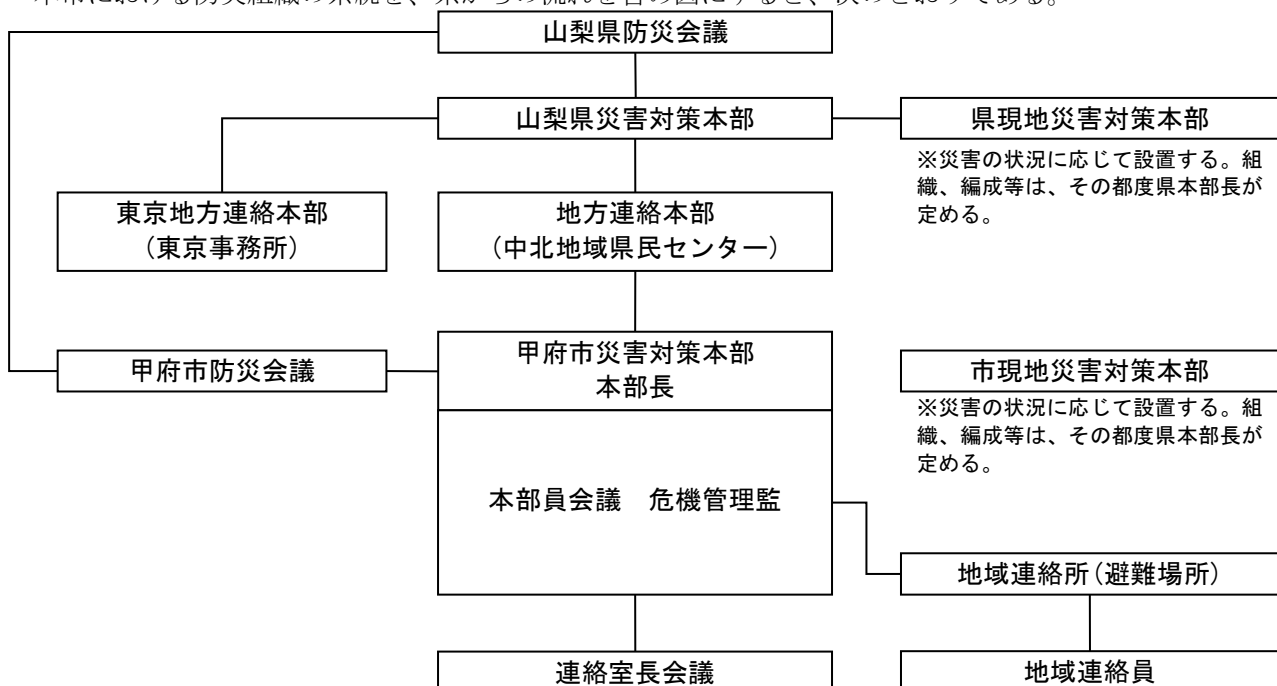 本市における防災組織の系統を、県からの流れを含め図にすると、次のとおりである。
山梨県防災会議
山梨県災害対策本部
県現地災害対策本部
※災害の状況に応じて設置する。組
織、編成等は、その都度県本部長が
定める。
東京地方連絡本部
(東京事務所)
地方連絡本部
(中北地域県民センター)
甲府市防災会議
甲府市災害対策本部
本部長
市現地災害対策本部
※災害の状況に応じて設置する。組
織、編成等は、その都度県本部長が
定める。
本部員会議　危機管理監
地域連絡所(避難場所)
連絡室長会議
地域連絡員